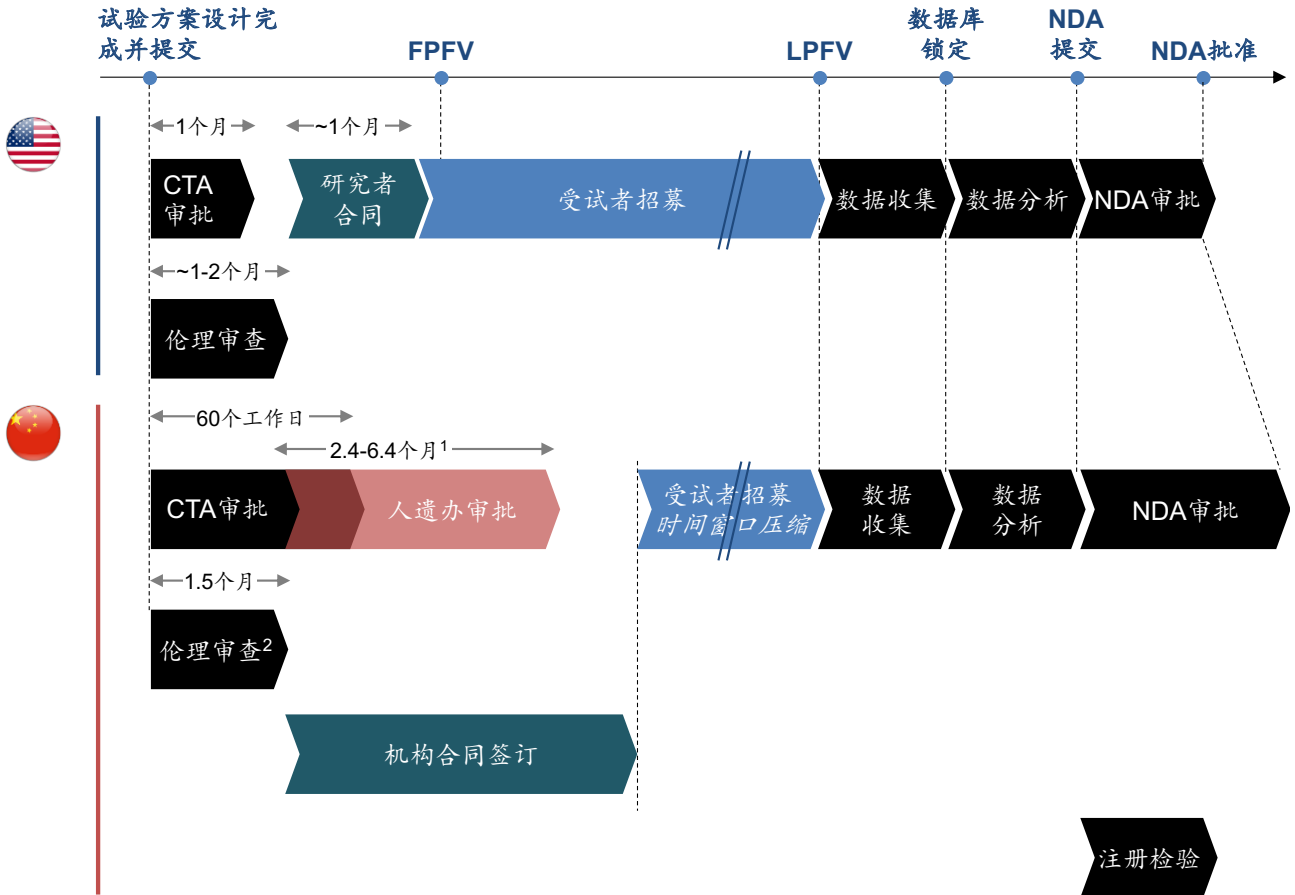 试验方案设计完
成并提交
FPFV
LPFV
数据库
锁定
NDA
提交
NDA批准
1个月
~1个月
CTA
审批
研究者
合同
受试者招募
数据收集
数据分析
NDA审批
~1-2个月
伦理审查
60个工作日
2.4-6.4个月1
CTA审批
人遗办审批
受试者招募
时间窗口压缩
数据
收集
数据
分析
NDA审批
1.5个月
伦理审查2
机构合同签订
注册检验